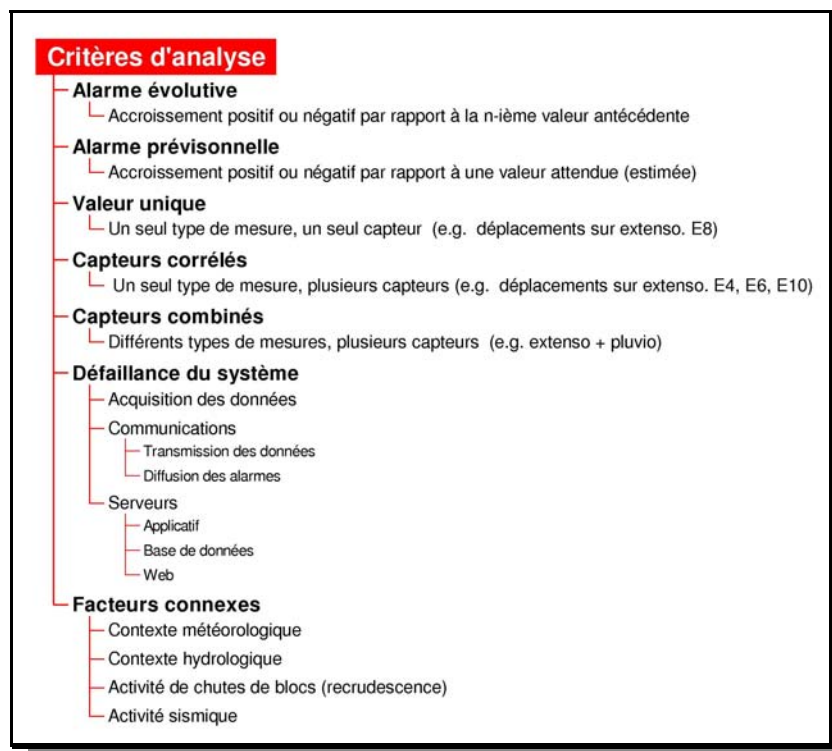 Critères d'analyse
Alarme évolutive
Accroissement positif ou négatif par rapport à la n-ième valeur antécédente
Alarme prévisonnelle
Accroissement positif ou négatif par rapport à une valeur attendue (estimée)
Valeur unique
Un seul type de mesure, un seul capteur (e.g. déplacements sur extenso. E8)
Capteurs corrélés
Un seul type de mesure, plusieurs capteurs (e.g. déplacements sur extenso. E4, E6, E10)
Capteurs combinés
Différents types de mesures, plusieurs capteurs (e.g. extenso + pluvio)
Défaillance du système
Acquisition des données
Communications
Transmission des données
Diffusion des alarmes
Serveurs
Applicatif
Base de données
Web
Facteurs connexes
Contexte météorologique
Contexte hydrologique
Activité de chutes de blocs (recrudescence)
Activité sismique